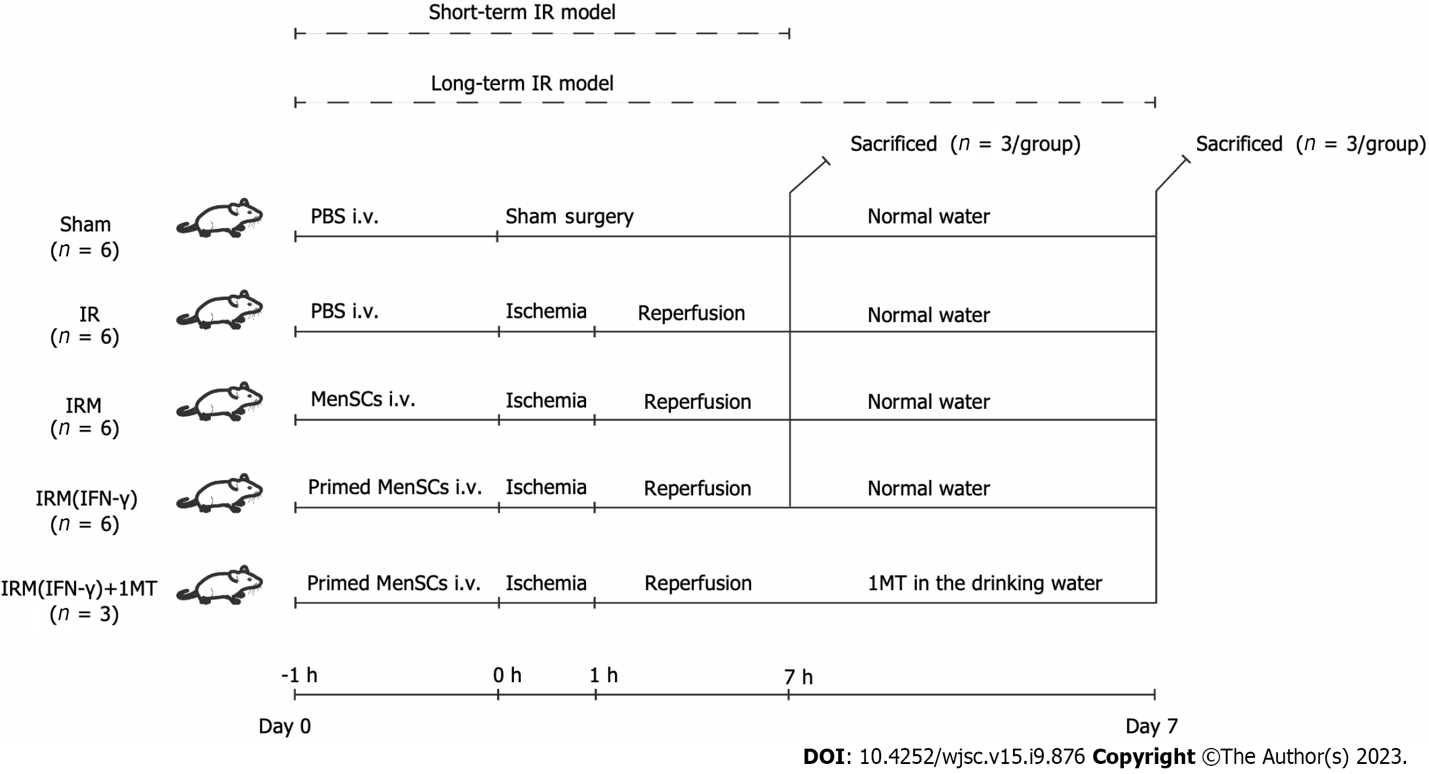 Short-term IR model
Long-term IR model
Sacrificed (n = 3/group)
Sacrificed (n = 3/group)
Sham
(n = 6)
PBS i.v.
Sham surgery
Normal water
IR
(n = 6)
PBS i.v.
Ischemia
Reperfusion
Normal water
IRM
(n = 6)
MenSCs i.v.
Ischemia
Reperfusion
Normal water
IRM(IFN-γ)
(n = 6)
Primed MenSCs i.v.
Ischemia
Reperfusion
Normal water
IRM(IFN-γ)+1MT
(n = 3)
Primed MenSCs i.v.
Ischemia
Reperfusion
1MT in the drinking water
-1 h
0 h
1 h
7 h
Day 0
Day 7
DOI: 10.4252/wjsc.v15.i9.876 Copyright ©The Author(s) 2023.